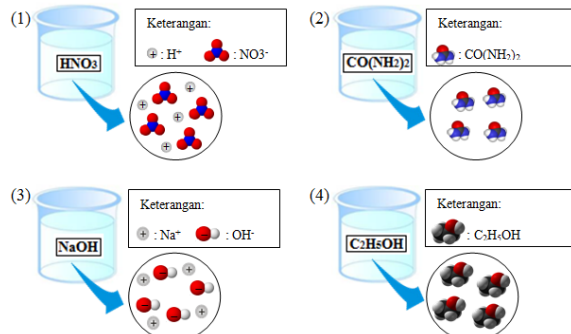 (1)
HNO3
Keterangan:
+ : H+ : NO3-
+
+
+
+
(2)
CO(NH2)2
Keterangan:
: CO(NH2)2
(3)
NaOH
Keterangan:
+ : Na+ - : OH-
+
+
+
+
(4)
C2H5OH
Keterangan:
: C2H5OH